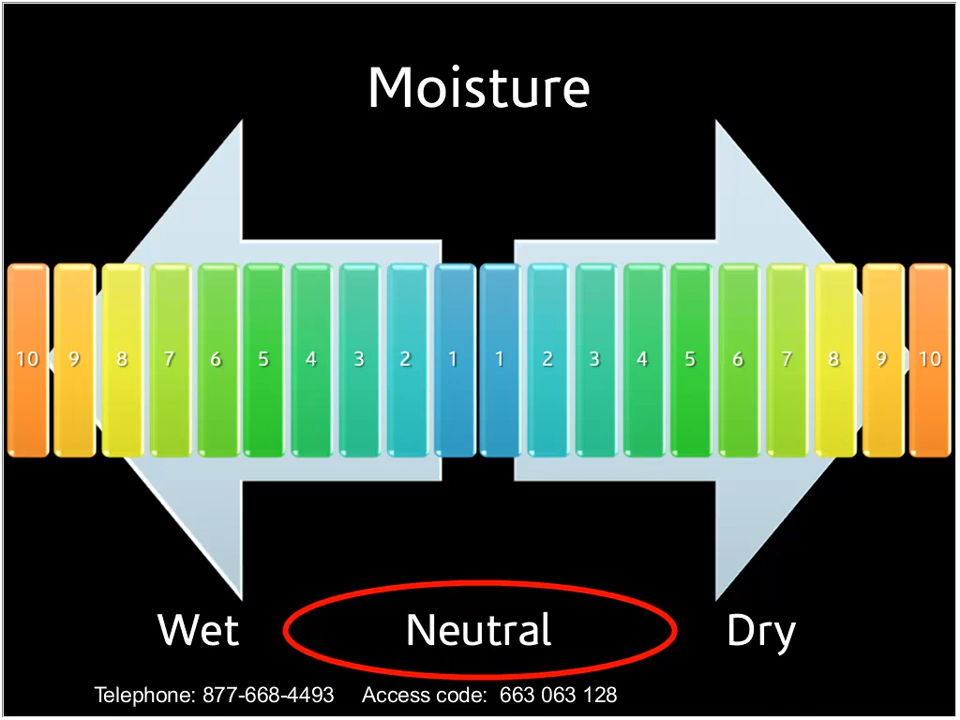 Moisture
10 9 8 7 6 5 4 3 2 1 1 2 3 4 5 6 7 8 9 10
Wet Neutral Dry
Telephone: 877-668-4493 Access code: 663 063 128